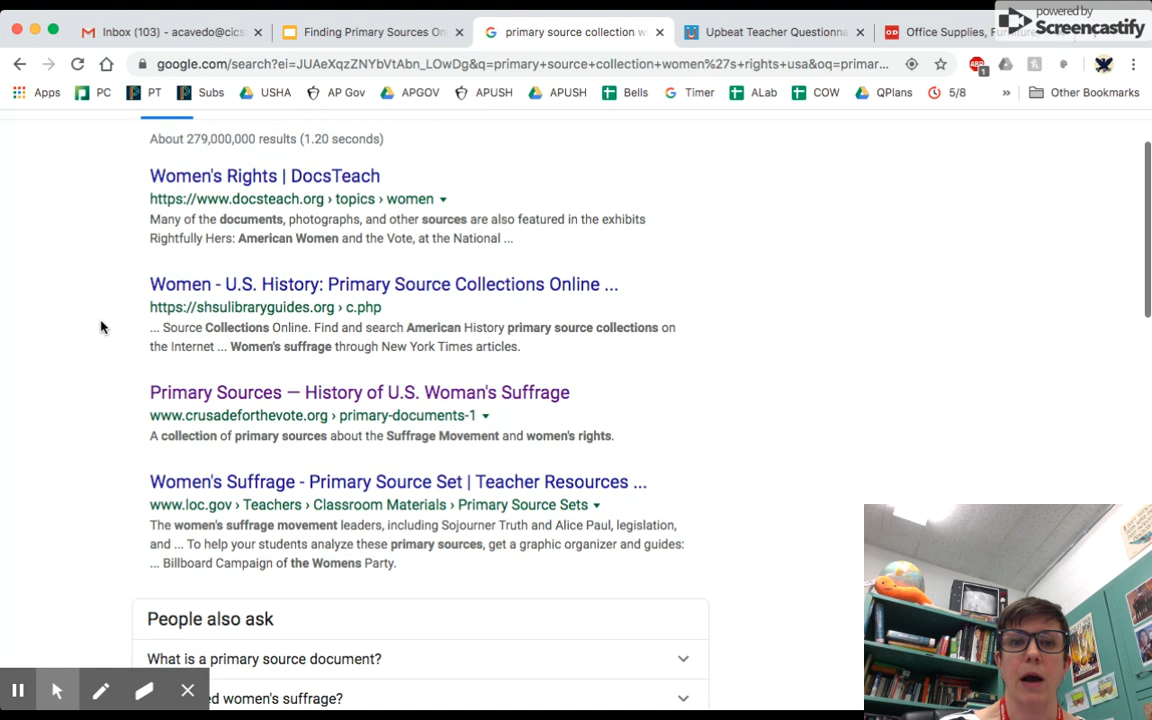 powered by
Screencastify
Inbox (103) - acavedo@cics
Finding Primary Sources On
primary source collection w
Upbeat Teacher Questionna
Office Supplies, Furn
google.com/search?ei=JUAeXqzZNYbVtAbn_LOwDg&q=primary+source+collection+women%27s+rights+usa&oq=primar...
ABP
1
Apps
PC
PT
Subs
USHA
AP Gov
APGOV
APUSH
APUSH
Bells
Timer
ALab
COW
QPlans
5/8
»
Other Bookmarks
About 279,000,000 results (1.20 seconds)
Women's Rights | DocsTeach
https://www.docsteach.org › topics › women
Many of the documents, photographs, and other sources are also featured in the exhibits
Rightfully Hers: American Women and the Vote, at the National ...
Women - U.S. History: Primary Source Collections Online ...
https://shsulibraryguides.org › c.php
... Source Collections Online. Find and search American History primary source collections on
the Internet ... Women's suffrage through New York Times articles.
Primary Sources — History of U.S. Woman's Suffrage
www.crusadeforthevote.org › primary-documents-1
A collection of primary sources about the Suffrage Movement and women's rights.
Women's Suffrage - Primary Source Set | Teacher Resources ...
www.loc.gov › Teachers › Classroom Materials › Primary Source Sets
The women's suffrage movement leaders, including Sojourner Truth and Alice Paul, legislation,
and ... To help your students analyze these primary sources, get a graphic organizer and guides:
... Billboard Campaign of the Womens Party.
People also ask
What is a primary source document?
ed women's suffrage?